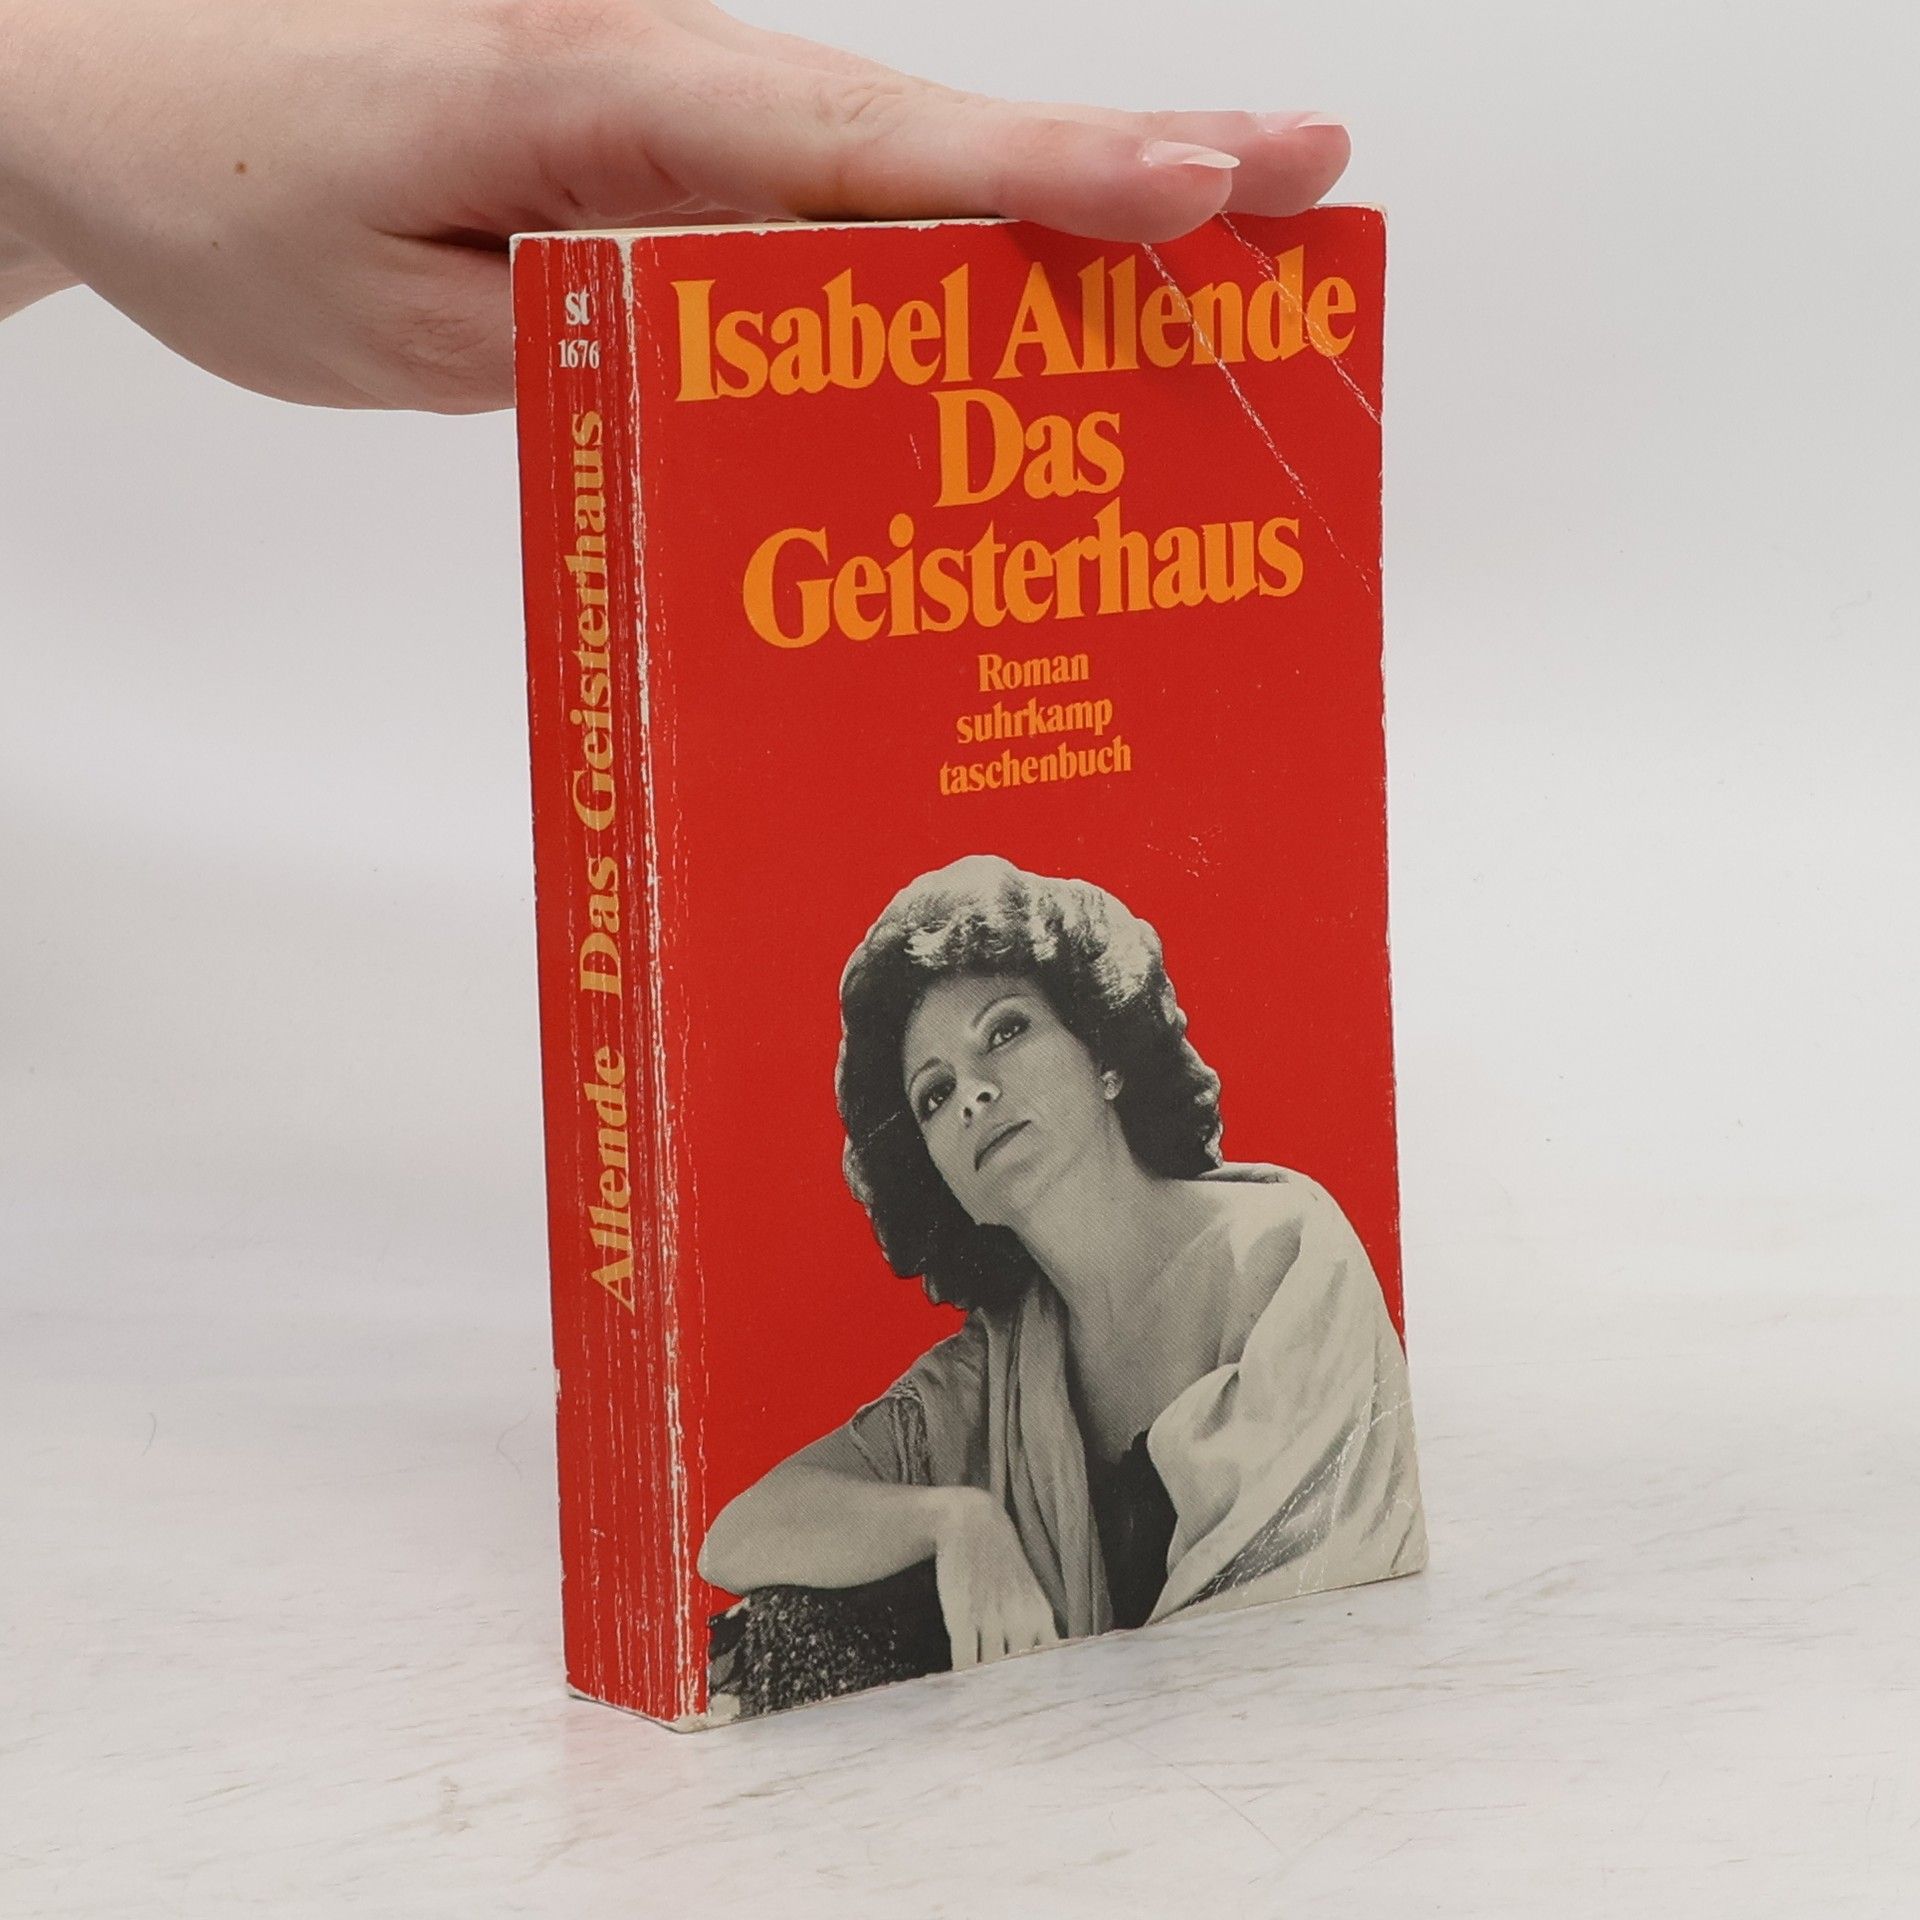 st
1676
Allende Das Geisterhaus
Isabel Allende
Das
Geisterhaus
Roman
suhrkamp
taschenbuch